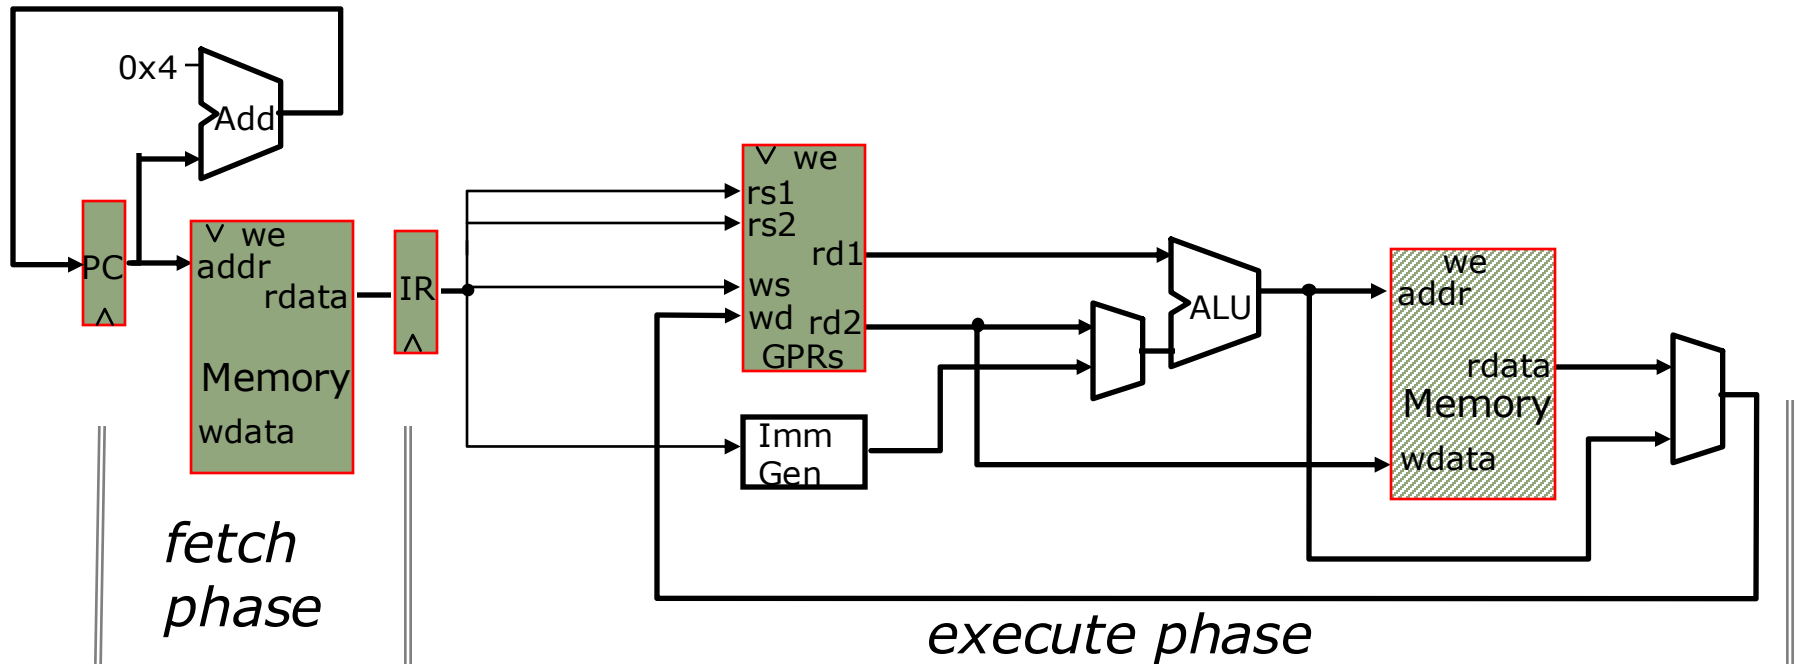 0x4
Add
PC
we
addr
rdata
Memory
wdata
IR
we
rs1
rs2
rd1
ws
wd rd2
GPRs
Imm
Gen
ALU
we
addr
rdata
Memory
wdata
fetch
phase
execute phase